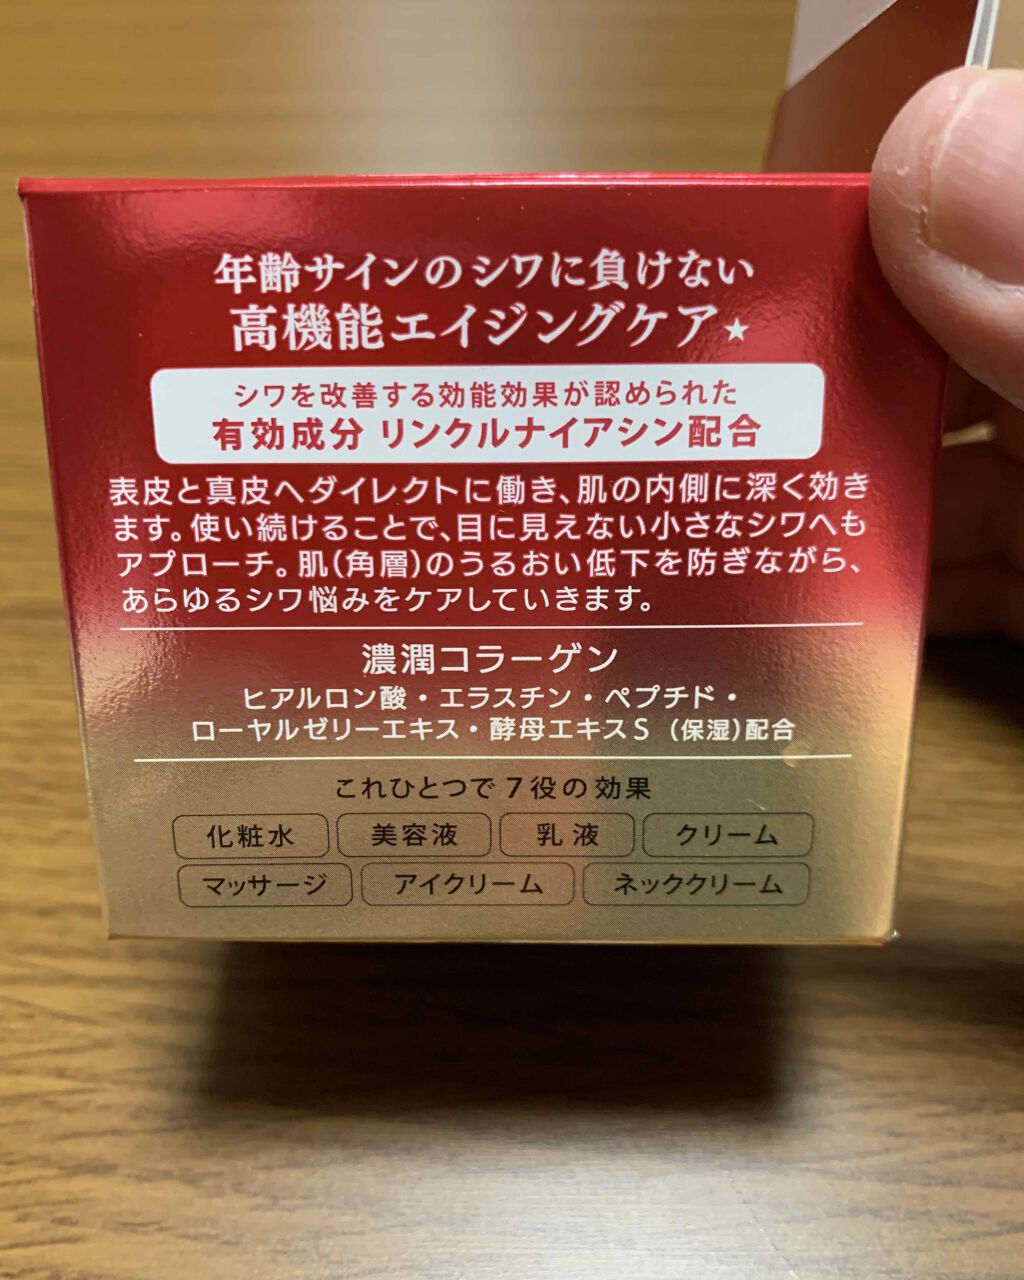 年齢サインのシワに負けない
高機能エイジングケア★
シワを改善する効能効果が認められた
有効成分 リンクルナイアシン配合
表皮と真皮へダイレクトに働き、肌の内側に深く効き
ます。使い続けることで、目に見えない小さなシワへも
アプローチ。肌(角層)のうるおい低下を防ぎながら、
あらゆるシワ悩みをケアしていきます。
濃潤コラーゲン
ヒアルロン酸・エラスチン・ペプチド・
ローヤルゼリーエキス・酵母エキスS (保湿)配合
これひとつで7役の効果
化粧水 美容液 乳液 クリーム
マッサージ アイクリーム ネッククリーム